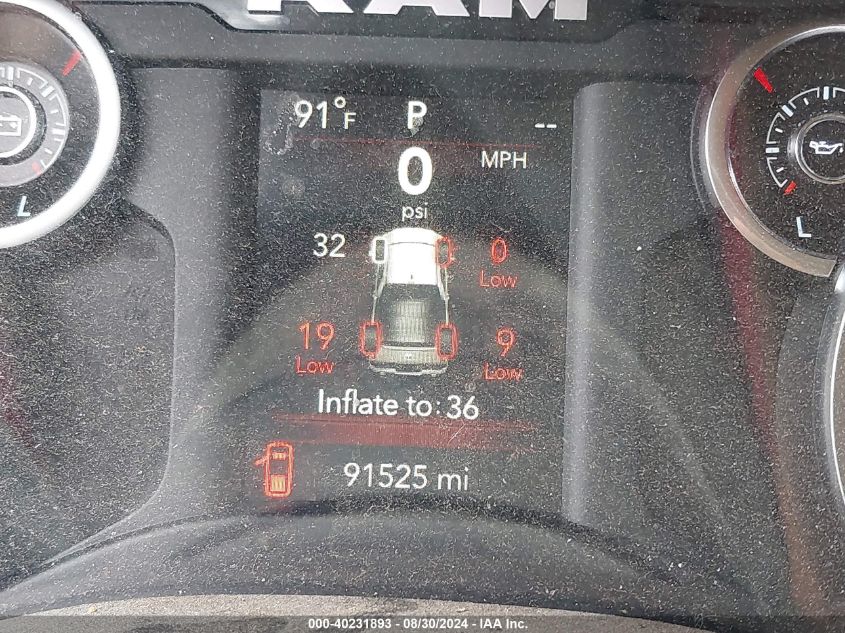 RAM
91°F P --
0 MPH
psi
32 0
Low
19 9
Low Low
Inflate to: 36
91525 mi
L
L
000-40231893 - 08/30/2024 - IAA, Inc.